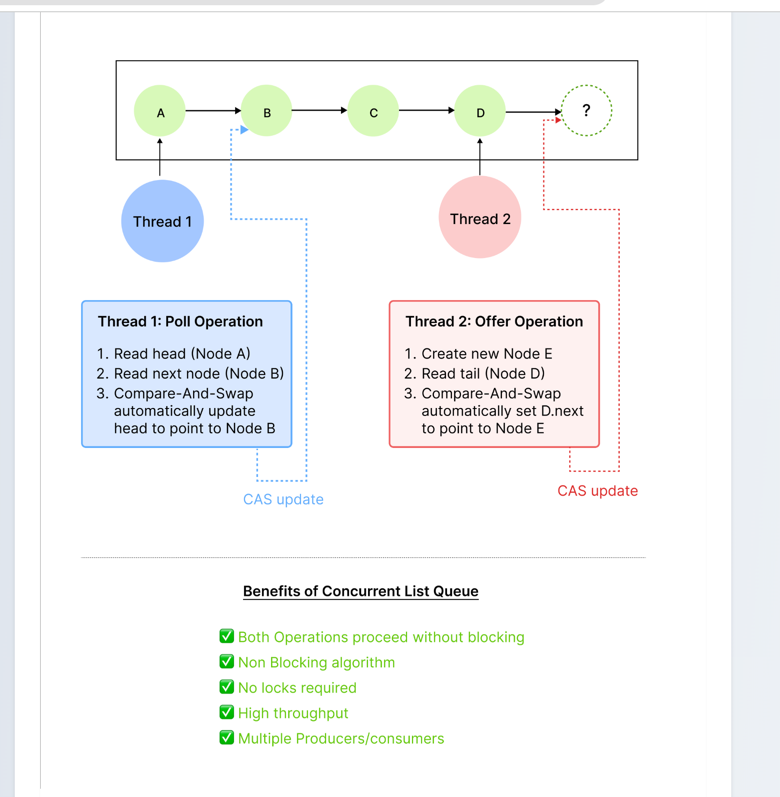 A
B
C
D
?
Thread 1
Thread 2
Thread 1: Poll Operation
1. Read head (Node A)
2. Read next node (Node B)
3. Compare-And-Swap
automatically update
head to point to Node B
CAS update
Thread 2: Offer Operation
1. Create new Node E
2. Read tail (Node D)
3. Compare-And-Swap
automatically set D.next
to point to Node E
CAS update
Benefits of Concurrent List Queue
✅ Both Operations proceed without blocking
✅ Non Blocking algorithm
✅ No locks required
✅ High throughput
✅ Multiple Producers/consumers